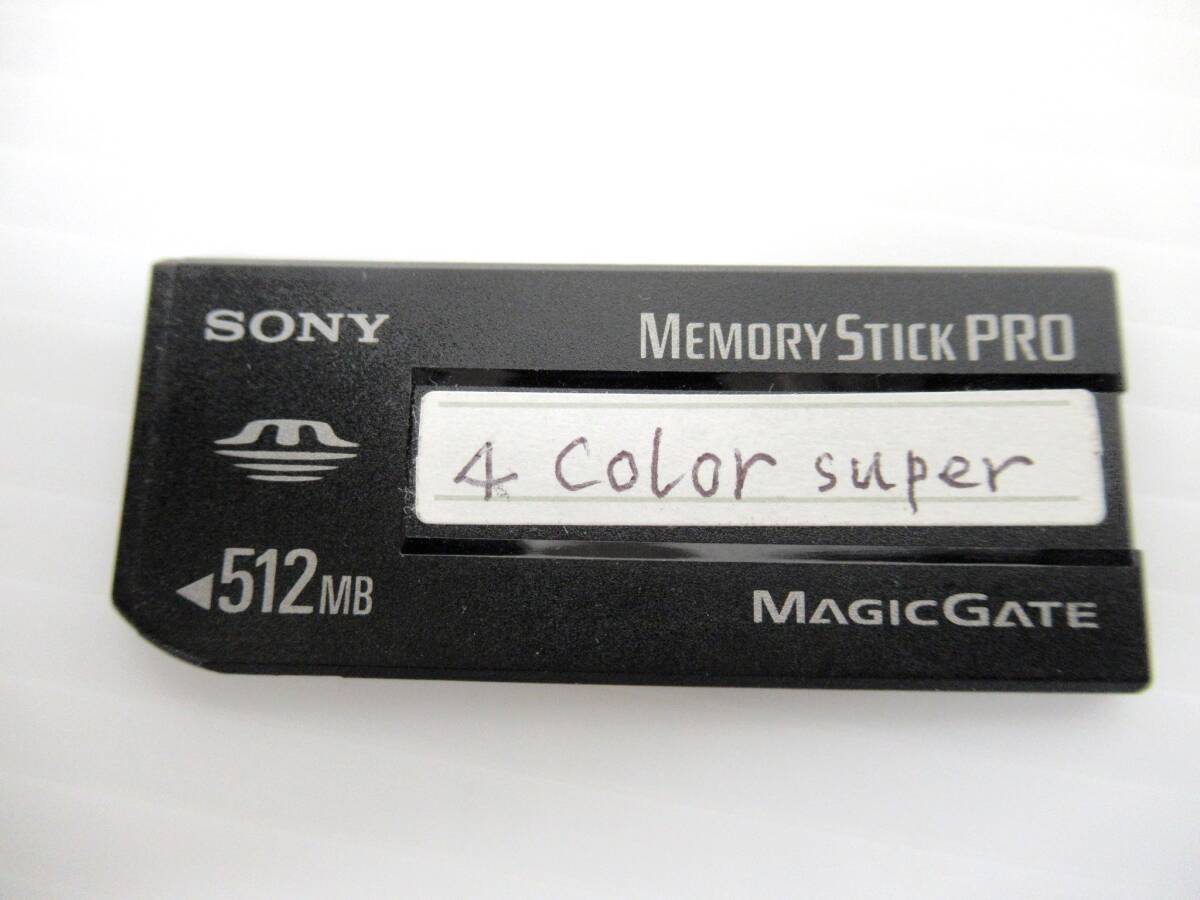 SONY
MEMORY STICK PRO
4 Color super
512MB
MAGICGATE